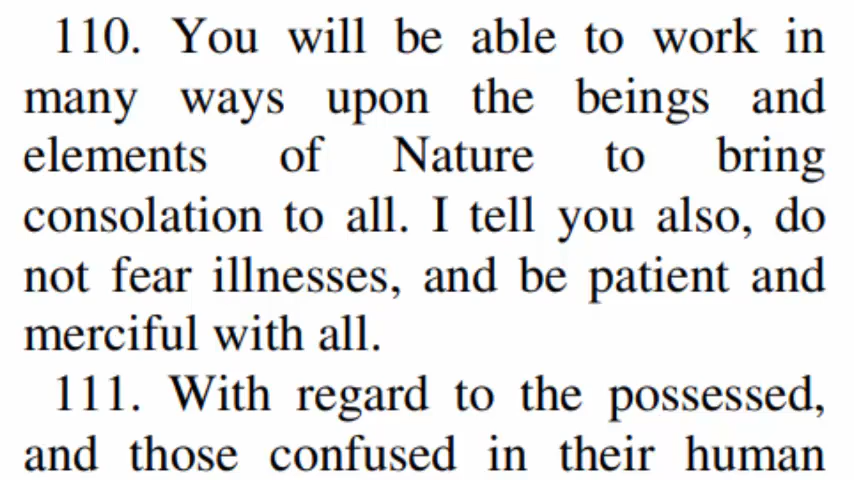 110. You will be able to work in
many ways upon the beings and
elements of Nature to bring
consolation to all. I tell you also, do
not fear illnesses, and be patient and
merciful with all.
111. With regard to the possessed,
and those confused in their human